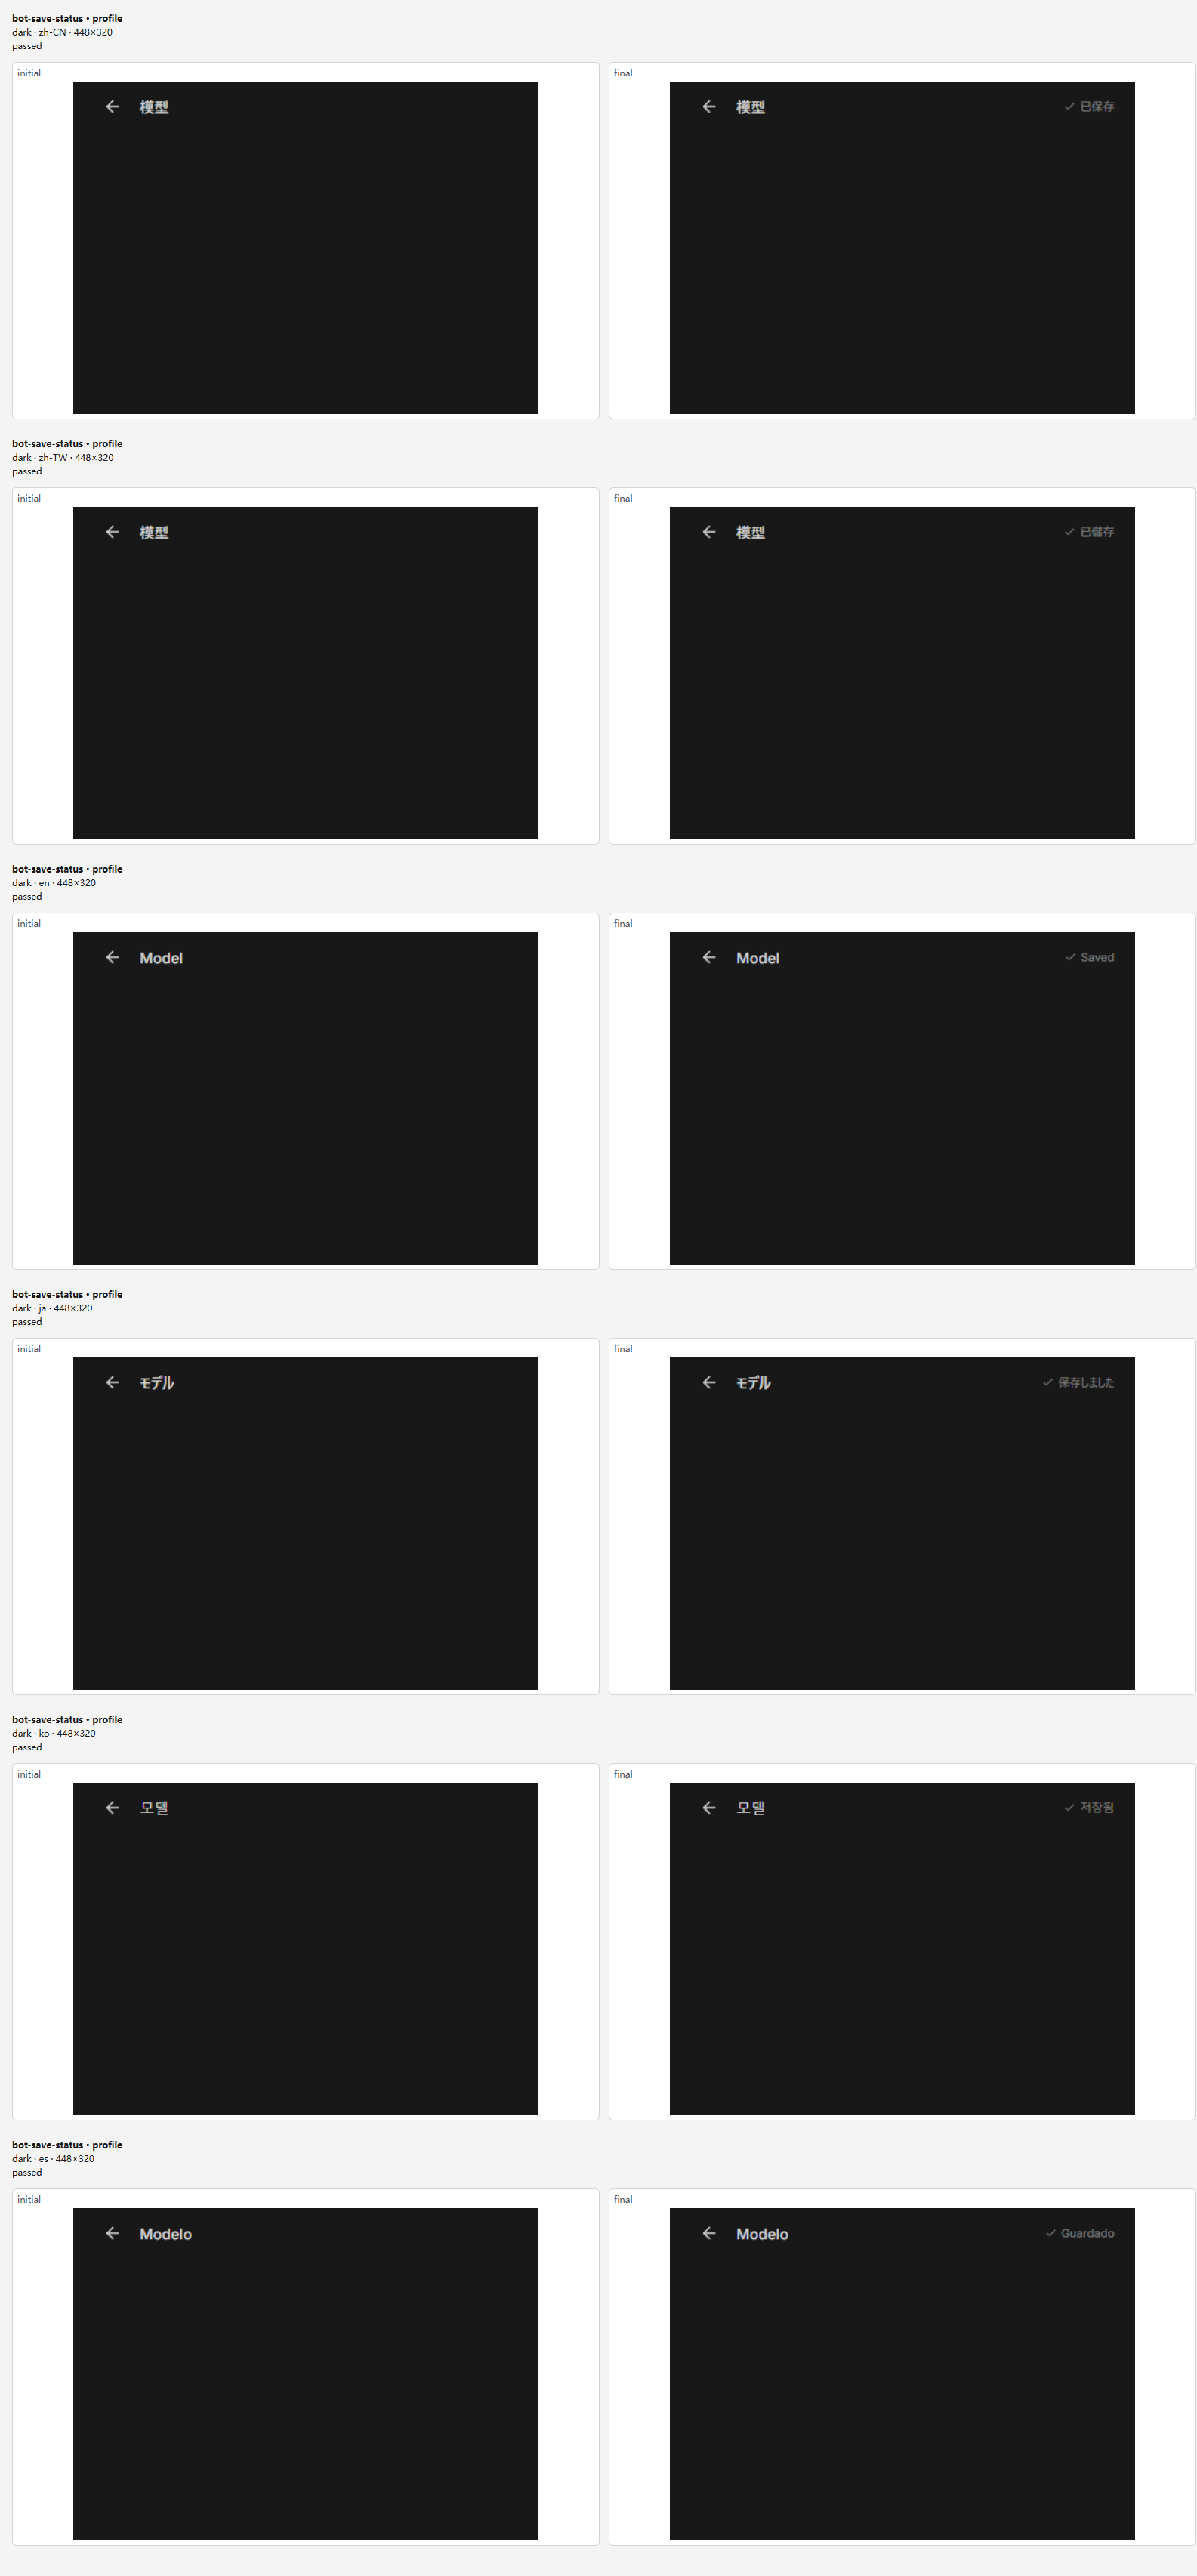 bot-save-status • profile
dark · zh-CN · 448×320
passed
initial
模型
final
模型
已保存
bot-save-status • profile
dark · zh-TW · 448×320
passed
initial
模型
final
模型
已儲存
bot-save-status • profile
dark · en · 448×320
passed
initial
Model
final
Model
Saved
bot-save-status • profile
dark · ja · 448×320
passed
initial
モデル
final
モデル
保存しました
bot-save-status • profile
dark · ko · 448×320
passed
initial
모델
final
모델
저장됨
bot-save-status • profile
dark · es · 448×320
passed
initial
Modelo
final
Modelo
Guardado